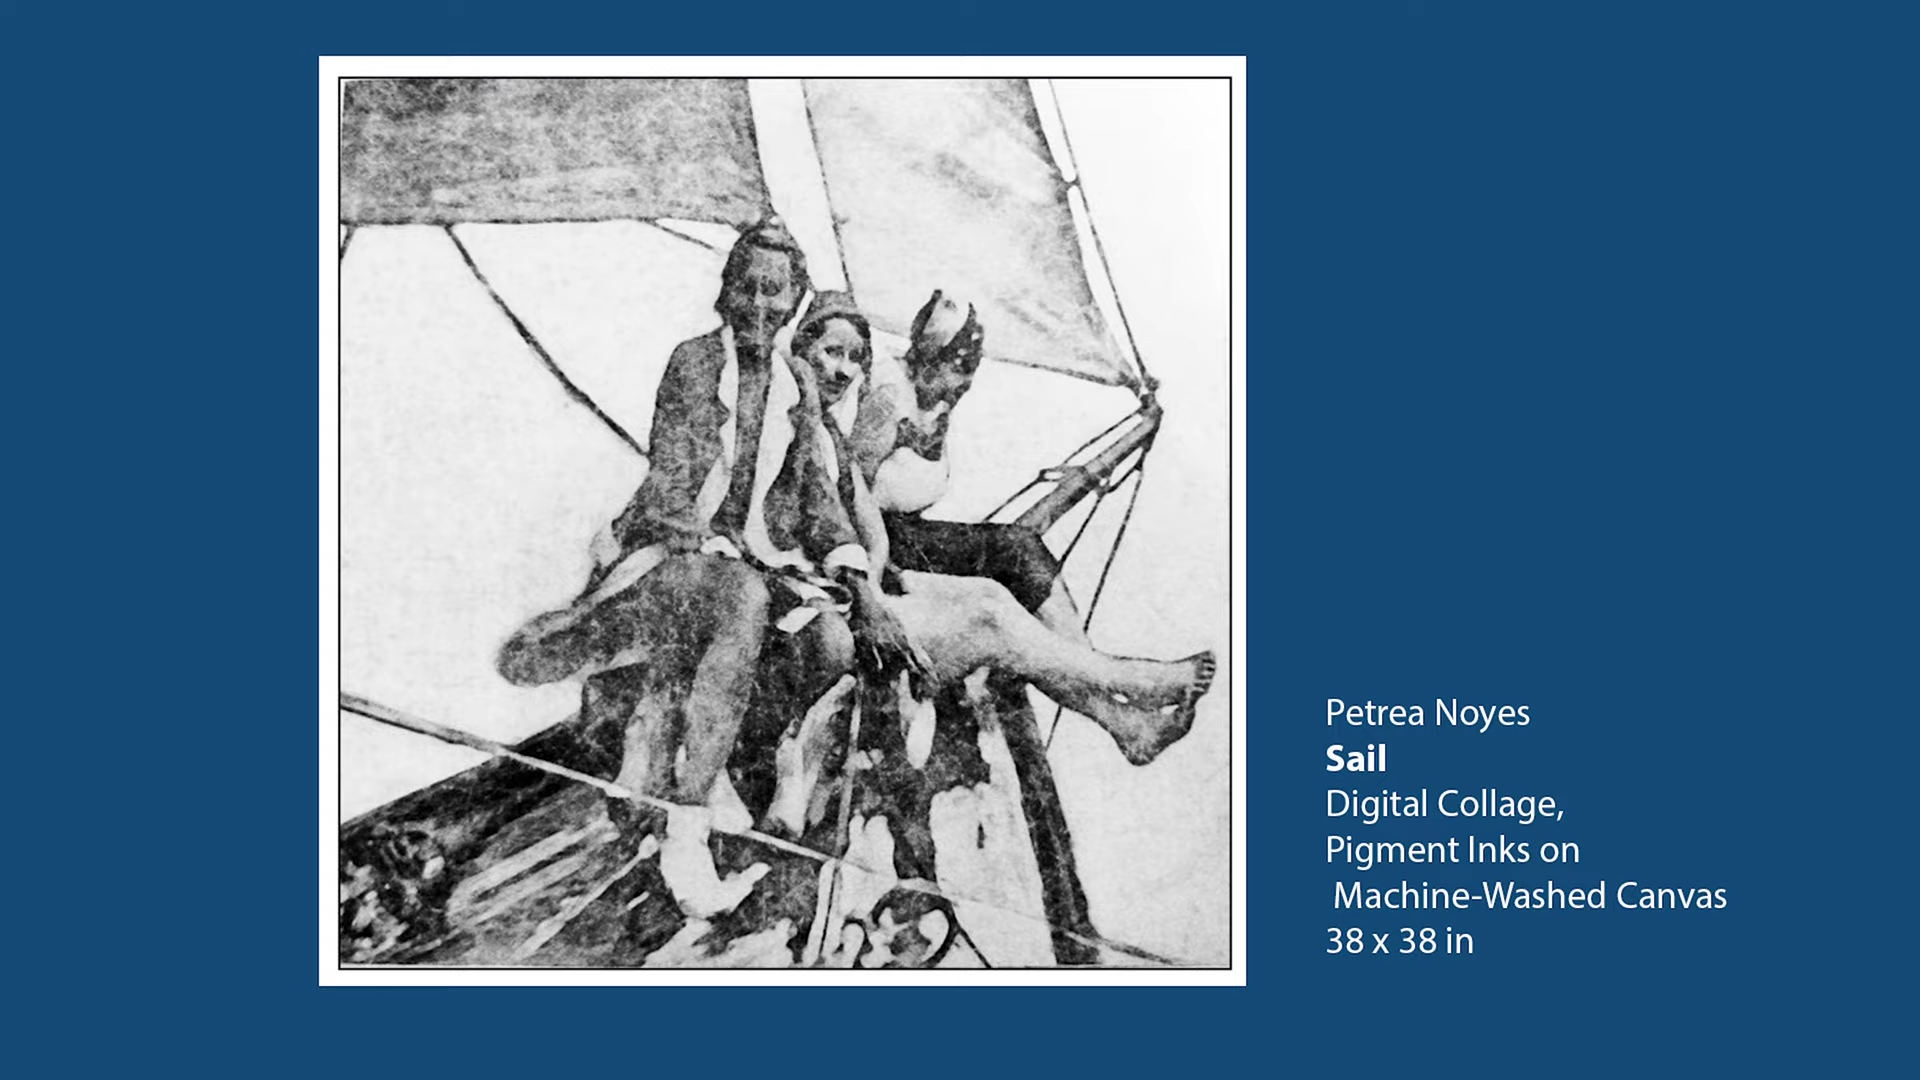 Petrea Noyes
Sail
Digital Collage,
Pigment Inks on
Machine-Washed Canvas
38 x 38 in